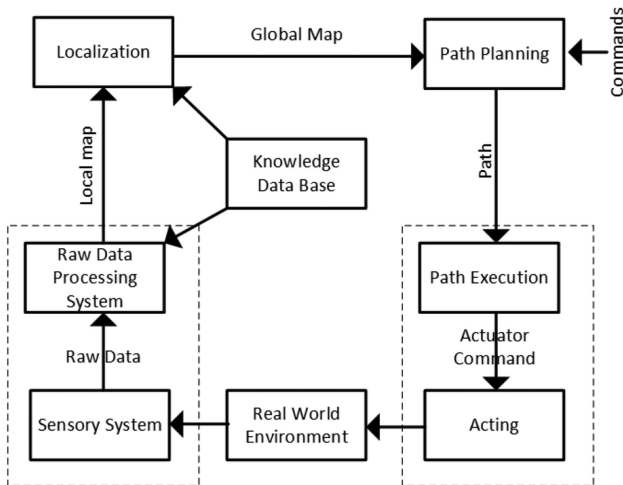 Localization
Global Map
Path Planning
Commands
Local map
Knowledge
Data Base
Path
Raw Data
Processing
System
Path Execution
Raw Data
Actuator
Command
Sensory System
Real World
Environment
Acting